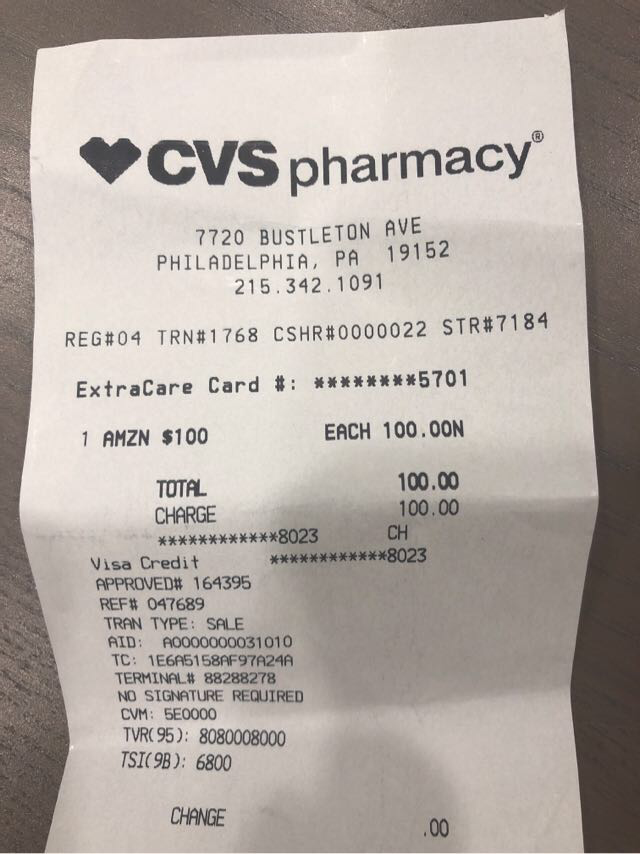 CVS pharmacy®
7720 BUSTLETON AVE
PHILADELPHIA, PA 19152
215.342.1091
REG#04 TRN#1768 CSHR#0000022 STR#7184
ExtraCare Card #: ********5701
1 AMZN $100 EACH 100.00N
TOTAL 100.00
CHARGE 100.00
************8023 CH
Visa Credit ************8023
APPROVED# 164395
REF# 047689
TRAN TYPE: SALE
AID: A0000000031010
TC: 1E6A5158AF97A24A
TERMINAL# 88288278
NO SIGNATURE REQUIRED
CVM: 5E0000
TVR(95): 8080008000
TSI(9B): 6800
CHANGE .00